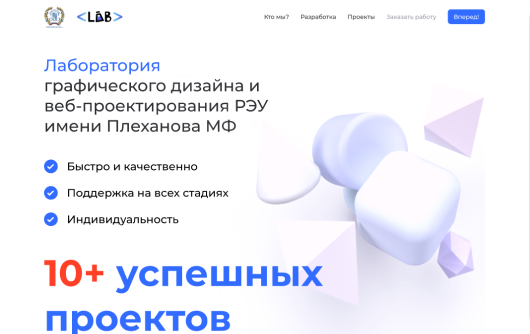 <LAB>
Кто мы?
Разработка
Проекты
Заказать работу
Вперед!
Лаборатория
графического дизайна и
веб-проектирования РЭУ
имени Плеханова МФ
Быстро и качественно
Поддержка на всех стадиях
Индивидуальность
10+ успешных
проектов